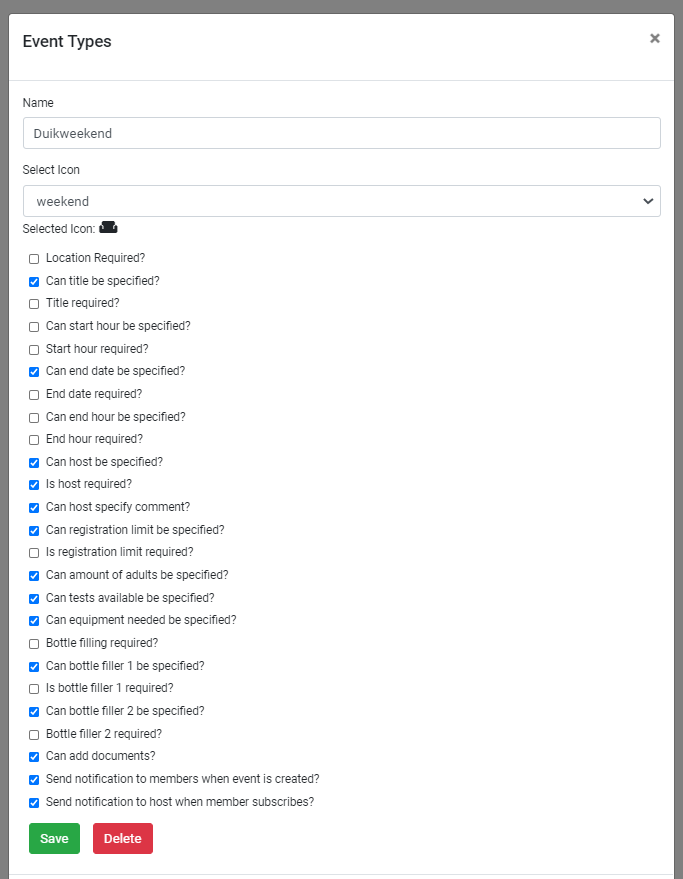 Event Types
×
Name
Duikweekend
Select Icon
weekend
Selected Icon:
Location Required?
Can title be specified?
Title required?
Can start hour be specified?
Start hour required?
Can end date be specified?
End date required?
Can end hour be specified?
End hour required?
Can host be specified?
Is host required?
Can host specify comment?
Can registration limit be specified?
Is registration limit required?
Can amount of adults be specified?
Can tests available be specified?
Can equipment needed be specified?
Bottle filling required?
Can bottle filler 1 be specified?
Is bottle filler 1 required?
Can bottle filler 2 be specified?
Bottle filler 2 required?
Can add documents?
Send notification to members when event is created?
Send notification to host when member subscribes?
Save Delete